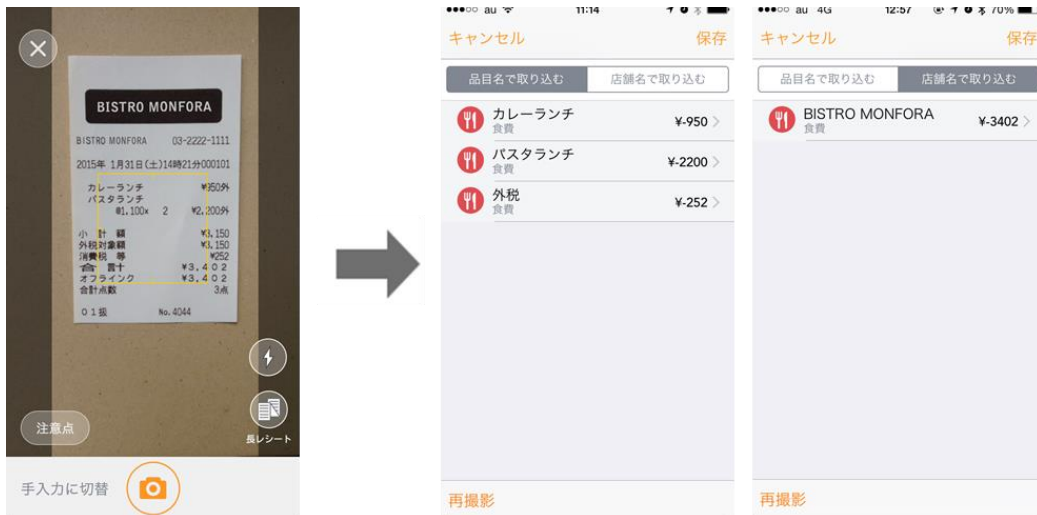 BISTRO MONFORA
BISTRO MONFORA 03-2222-1111
2015年 1月31日(土)14時21分000101
カレーランチ ¥950外
パスタランチ
@1,100x 2 ¥2,200外
小 計 額 ¥3,150
外税対象額 ¥3,150
消費税 等 ¥252
合 計 ¥3,402
オフラインク ¥3,402
合計点数 3点
01扱 No.4044
注意点
長レシート
手入力に切替
au 11:14
キャンセル 保存
品目名で取り込む 店舗名で取り込む
カレーランチ
食費
¥-950
パスタランチ
食費
¥-2200
外税
食費
¥-252
再撮影
au 4G 12:57 70%
キャンセル 保存
品目名で取り込む 店舗名で取り込む
BISTRO MONFORA
食費
¥-3402
再撮影